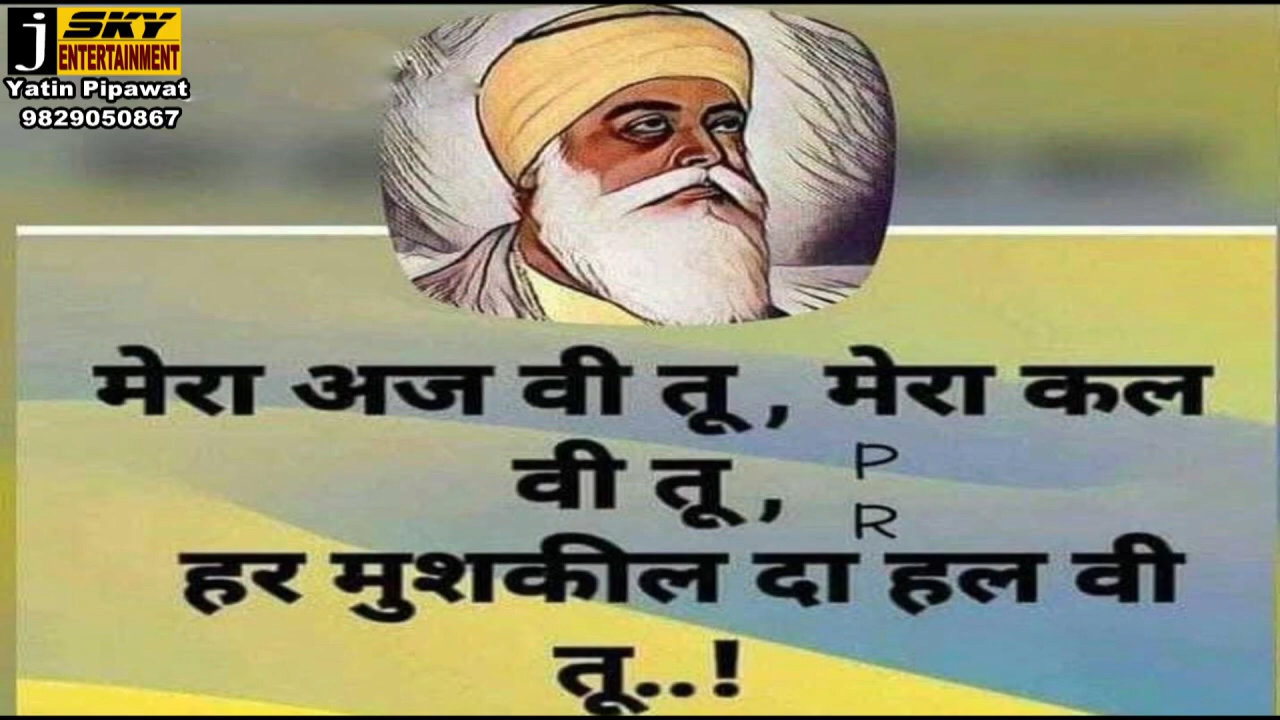 j SKY
ENTERTAINMENT
Yatin Pipawat
9829050867
मेरा अज वी तू , मेरा कल
वी तू , P
R
हर मुशकील दा हल वी
तू..!